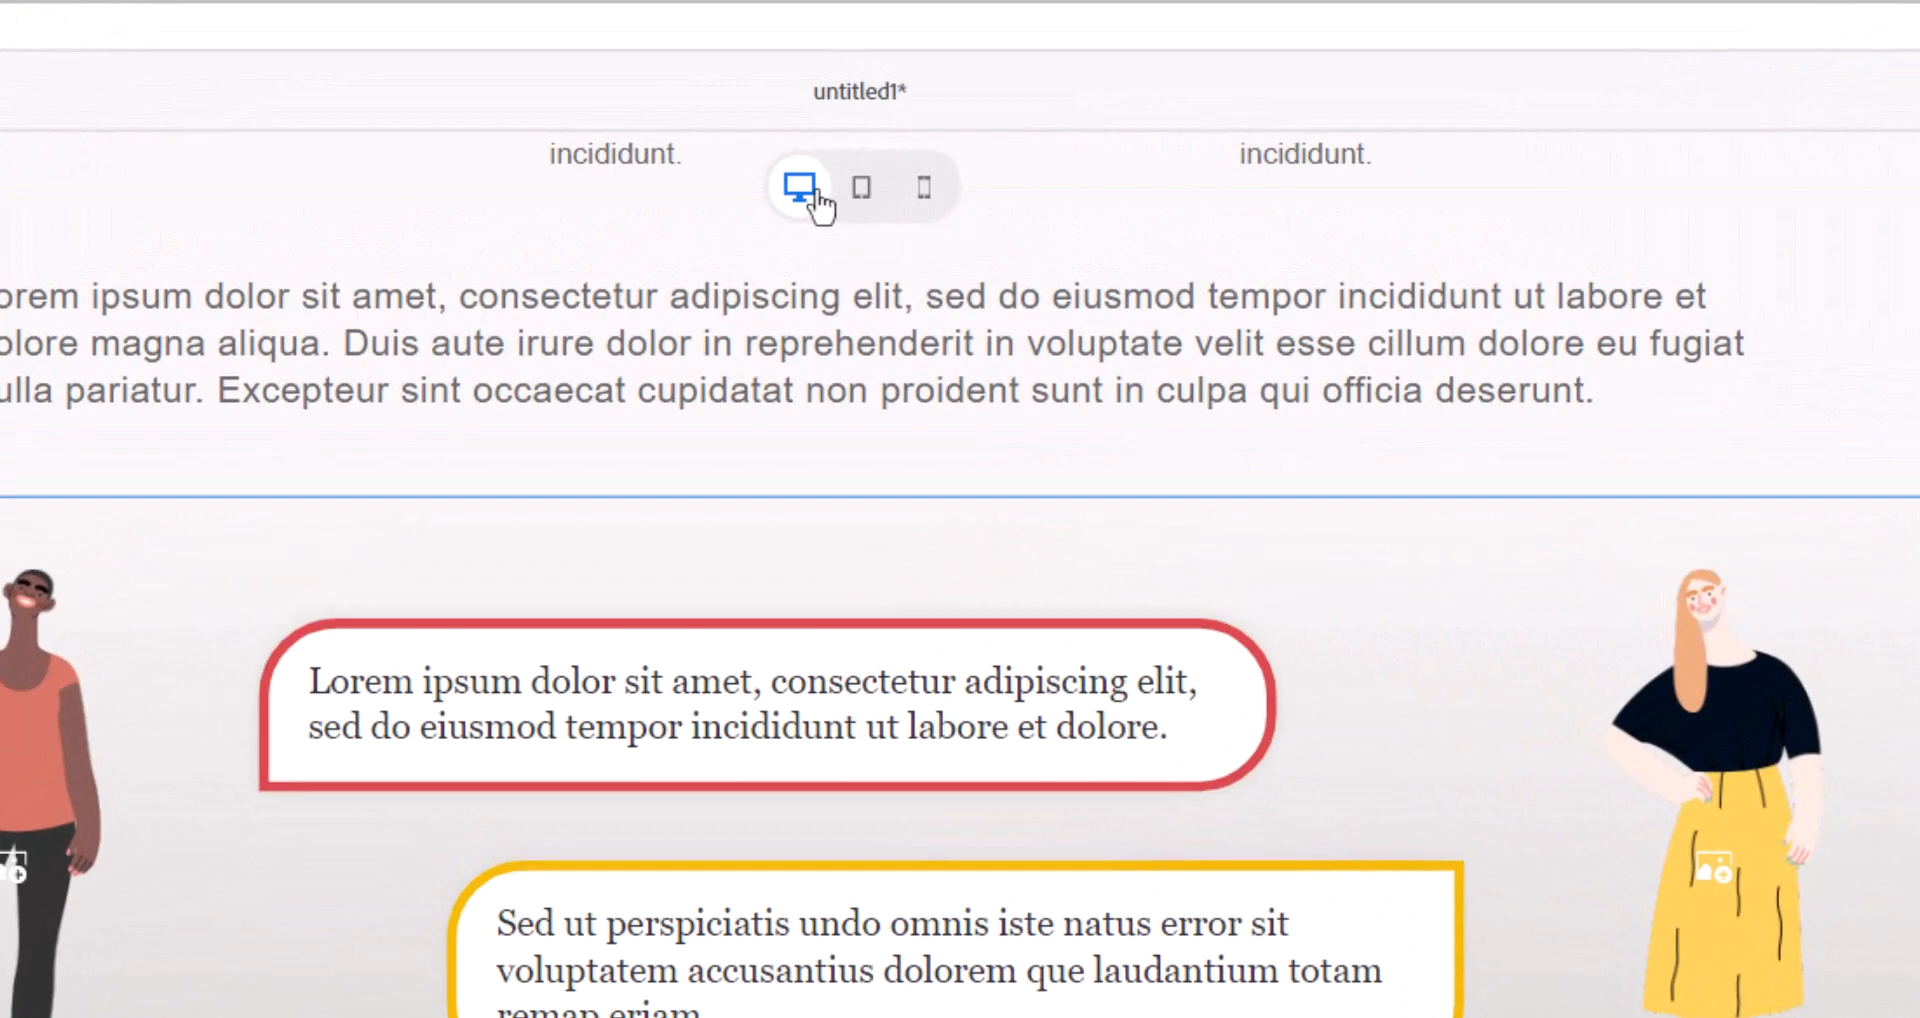 untitled1*
incididunt.
incididunt.
orem ipsum dolor sit amet, consectetur adipiscing elit, sed do eiusmod tempor incididunt ut labore et
olore magna aliqua. Duis aute irure dolor in reprehenderit in voluptate velit esse cillum dolore eu fugiat
ulla pariatur. Excepteur sint occaecat cupidatat non proident sunt in culpa qui officia deserunt.
Lorem ipsum dolor sit amet, consectetur adipiscing elit,
sed do eiusmod tempor incididunt ut labore et dolore.
Sed ut perspiciatis undo omnis iste natus error sit
voluptatem accusantius dolorem que laudantium totam
remap eriam